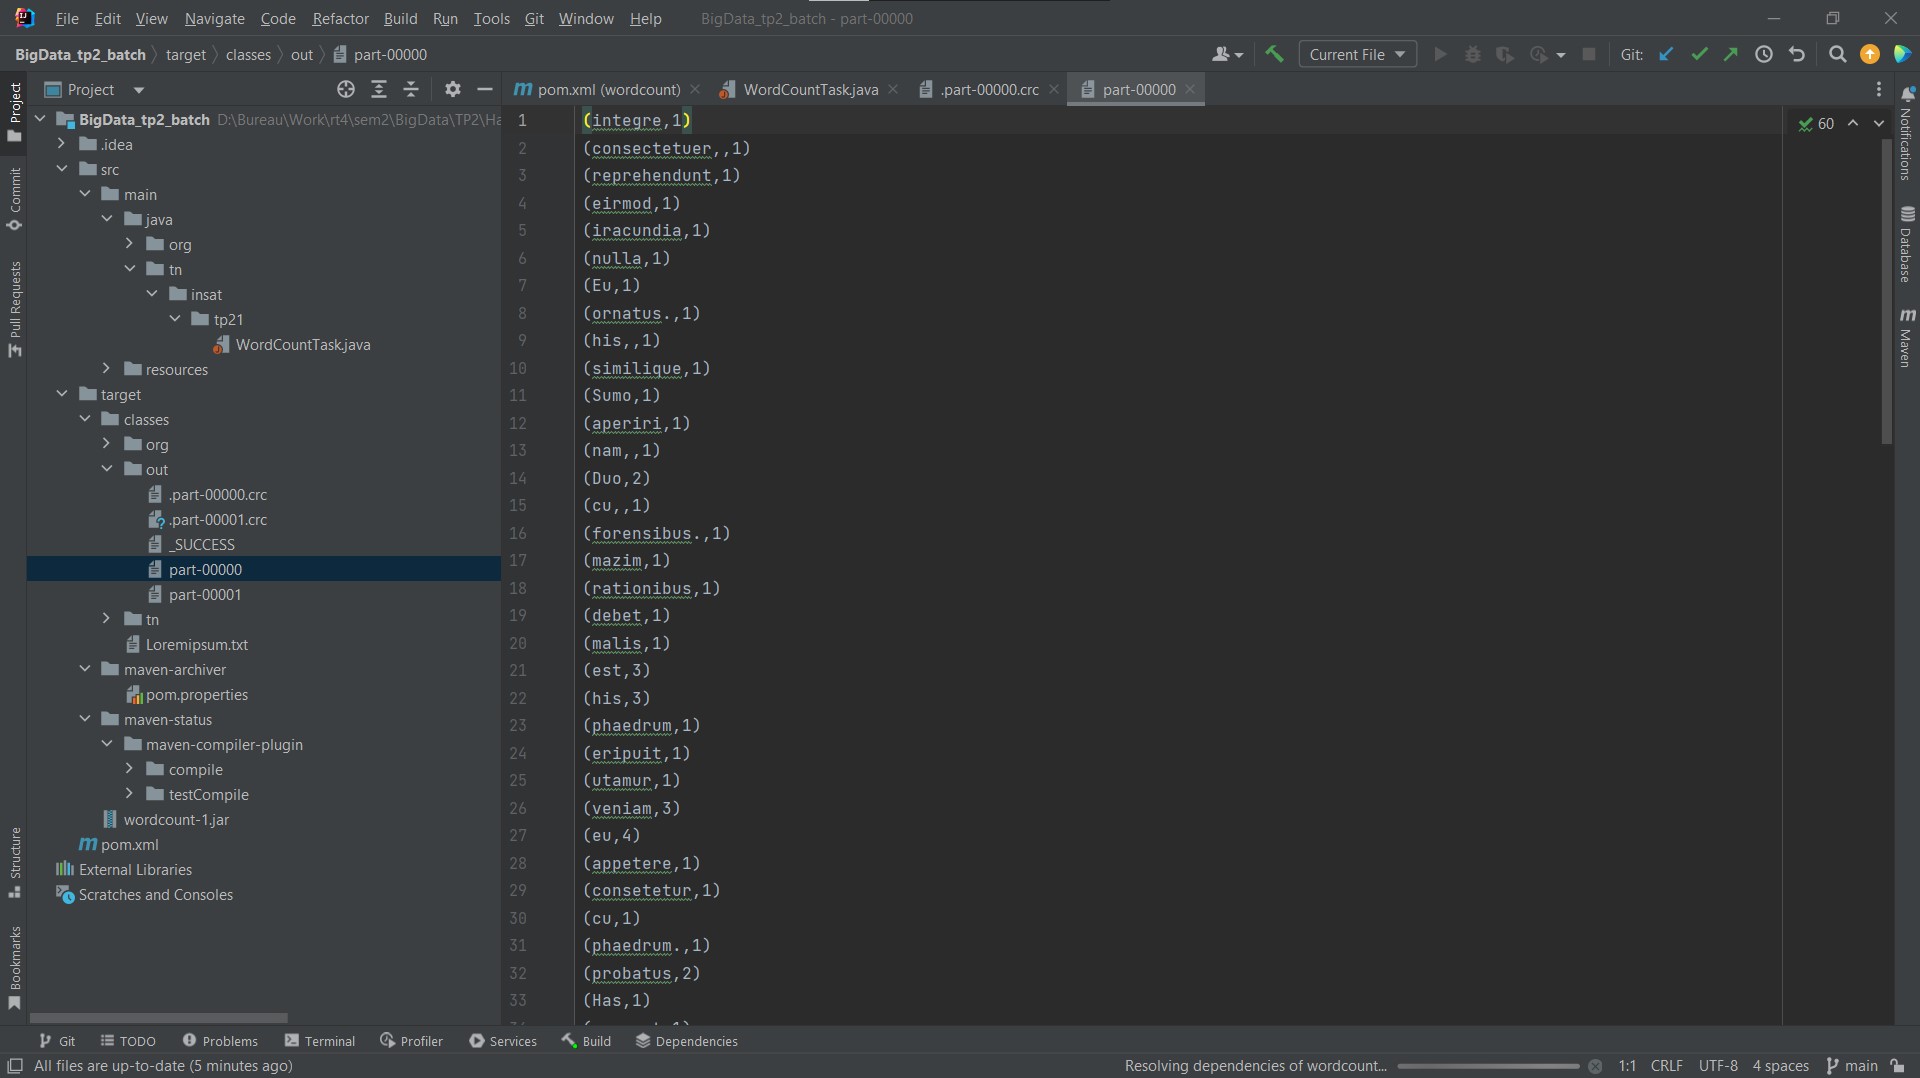 File Edit View Navigate Code Refactor Build Run Tools Git Window Help BigData_tp2_batch - part-00000
BigData_tp2_batch target classes out part-00000 Current File Git:
Project pom.xml (wordcount) WordCountTask.java .part-00000.crc part-00000
Project
Commit
Pull Requests
Structure
Bookmarks
BigData_tp2_batch D:\Bureau\Work\rt4\sem2\BigData\TP2\Ha
.idea
src
main
java
org
tn
insat
tp21
WordCountTask.java
resources
target
classes
org
out
.part-00000.crc
.part-00001.crc
_SUCCESS
part-00000
part-00001
tn
Loremipsum.txt
maven-archiver
pom.properties
maven-status
maven-compiler-plugin
compile
testCompile
wordcount-1.jar
pom.xml
External Libraries
Scratches and Consoles
1 (integre,1)
2 (consectetuer,,1)
3 (reprehendunt,1)
4 (eirmod,1)
5 (iracundia,1)
6 (nulla,1)
7 (Eu,1)
8 (ornatus.,1)
9 (his,,1)
10 (similique,1)
11 (Sumo,1)
12 (aperiri,1)
13 (nam,,1)
14 (Duo,2)
15 (cu,,1)
16 (forensibus.,1)
17 (mazim,1)
18 (rationibus,1)
19 (debet,1)
20 (malis,1)
21 (est,3)
22 (his,3)
23 (phaedrum,1)
24 (eripuit,1)
25 (utamur,1)
26 (veniam,3)
27 (eu,4)
28 (appetere,1)
29 (consetetur,1)
30 (cu,1)
31 (phaedrum.,1)
32 (probatus,2)
33 (Has,1)
60
Notifications
Database
Maven
Git TODO Problems Terminal Profiler Services Build Dependencies
All files are up-to-date (5 minutes ago) Resolving dependencies of wordcount... 1:1 CRLF UTF-8 4 spaces main